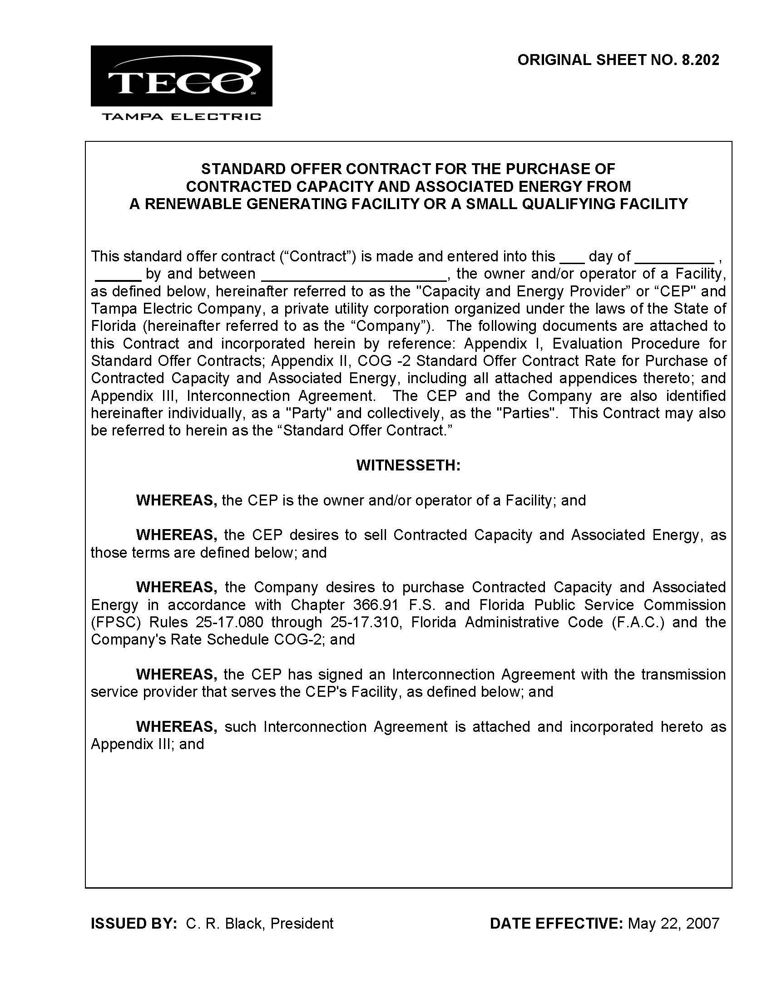 TECO
SM
TAMPA ELECTRIC
ORIGINAL SHEET NO. 8.202
STANDARD OFFER CONTRACT FOR THE PURCHASE OF
CONTRACTED CAPACITY AND ASSOCIATED ENERGY FROM
A RENEWABLE GENERATING FACILITY OR A SMALL QUALIFYING FACILITY
This standard offer contract (“Contract”) is made and entered into this ___ day of __________ ,
______ by and between _______________________, the owner and/or operator of a Facility,
as defined below, hereinafter referred to as the "Capacity and Energy Provider” or “CEP" and
Tampa Electric Company, a private utility corporation organized under the laws of the State of
Florida (hereinafter referred to as the “Company”). The following documents are attached to
this Contract and incorporated herein by reference: Appendix I, Evaluation Procedure for
Standard Offer Contracts; Appendix II, COG -2 Standard Offer Contract Rate for Purchase of
Contracted Capacity and Associated Energy, including all attached appendices thereto; and
Appendix III, Interconnection Agreement. The CEP and the Company are also identified
hereinafter individually, as a "Party" and collectively, as the "Parties". This Contract may also
be referred to herein as the “Standard Offer Contract.”
WITNESSETH:
WHEREAS, the CEP is the owner and/or operator of a Facility; and
WHEREAS, the CEP desires to sell Contracted Capacity and Associated Energy, as
those terms are defined below; and
WHEREAS, the Company desires to purchase Contracted Capacity and Associated
Energy in accordance with Chapter 366.91 F.S. and Florida Public Service Commission
(FPSC) Rules 25-17.080 through 25-17.310, Florida Administrative Code (F.A.C.) and the
Company's Rate Schedule COG-2; and
WHEREAS, the CEP has signed an Interconnection Agreement with the transmission
service provider that serves the CEP's Facility, as defined below; and
WHEREAS, such Interconnection Agreement is attached and incorporated hereto as
Appendix III; and
ISSUED BY: C. R. Black, President
DATE EFFECTIVE: May 22, 2007